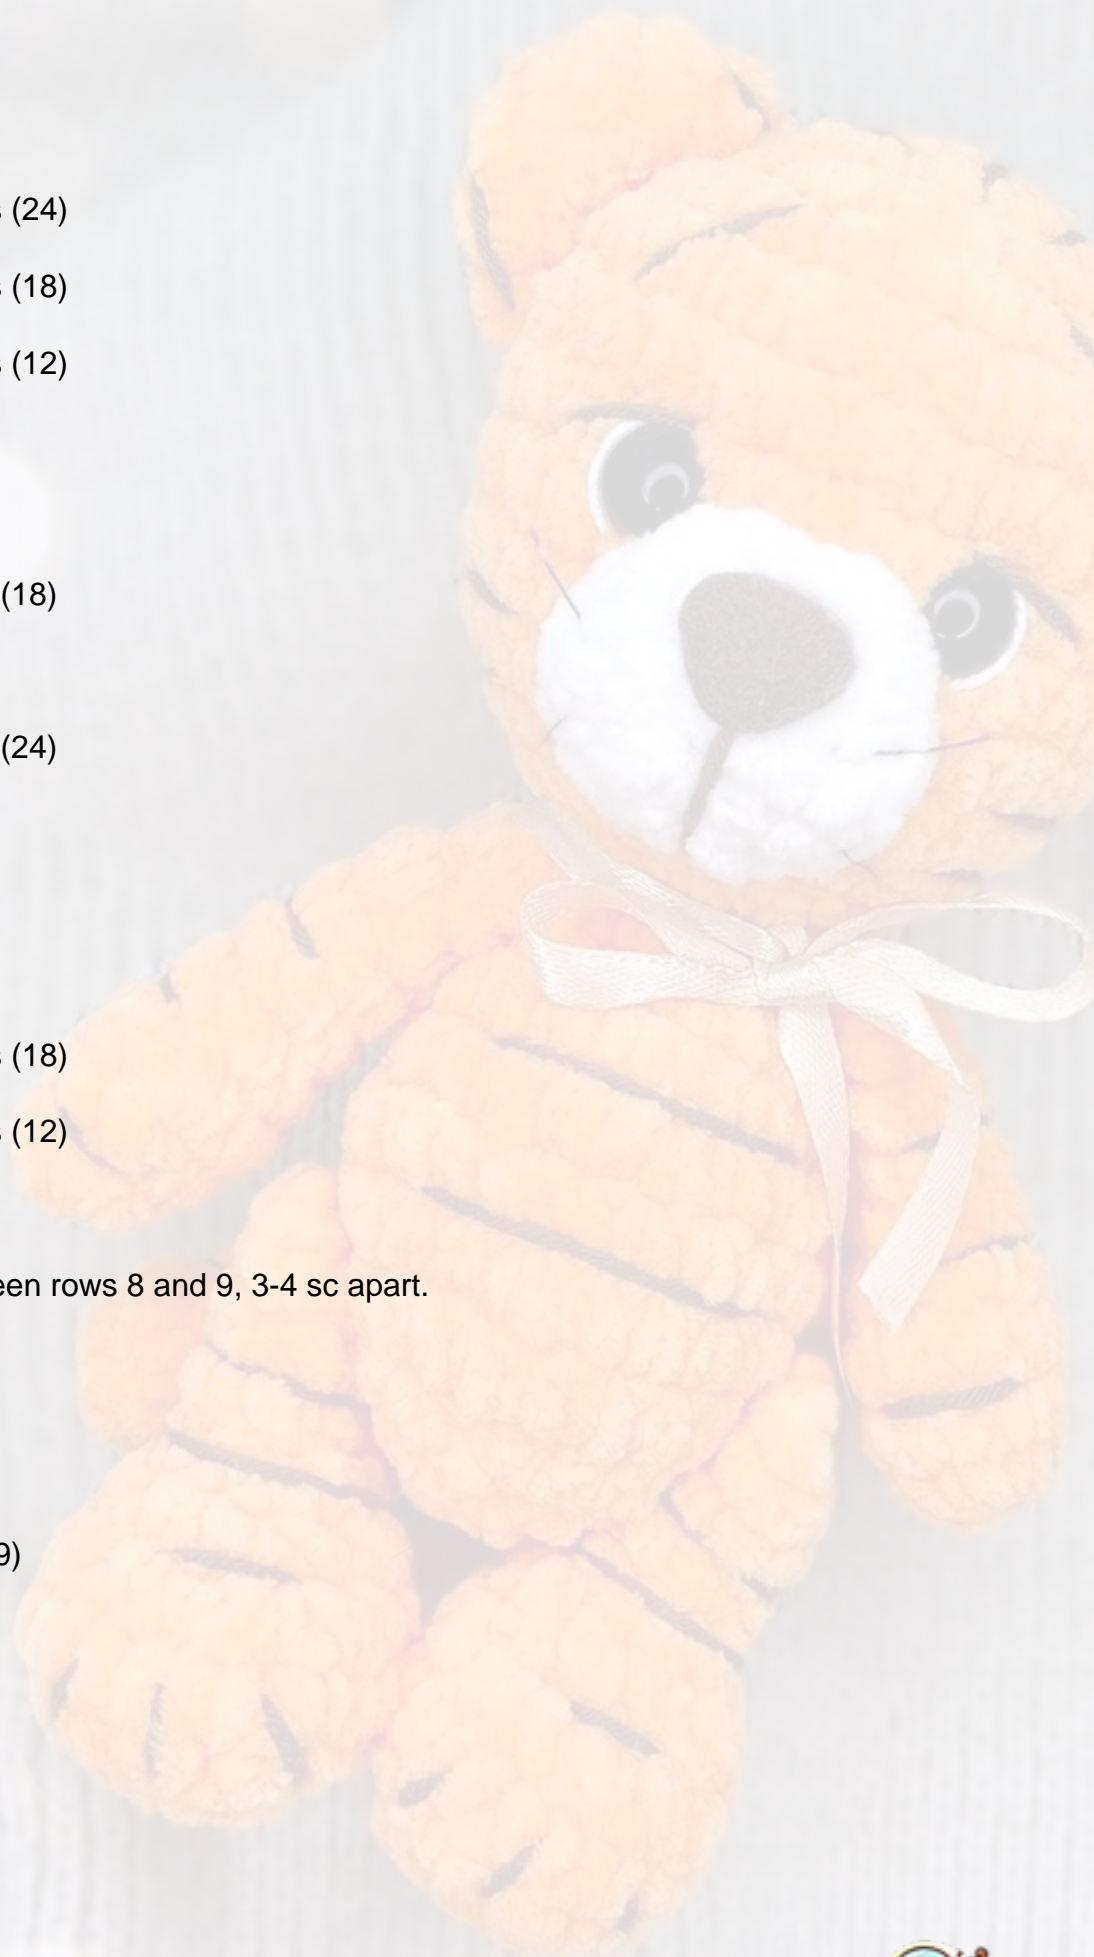 s (24)
s (18)
s (12)
(18)
(24)
s (18)
s (12)
een rows 8 and 9, 3-4 sc apart.
9)